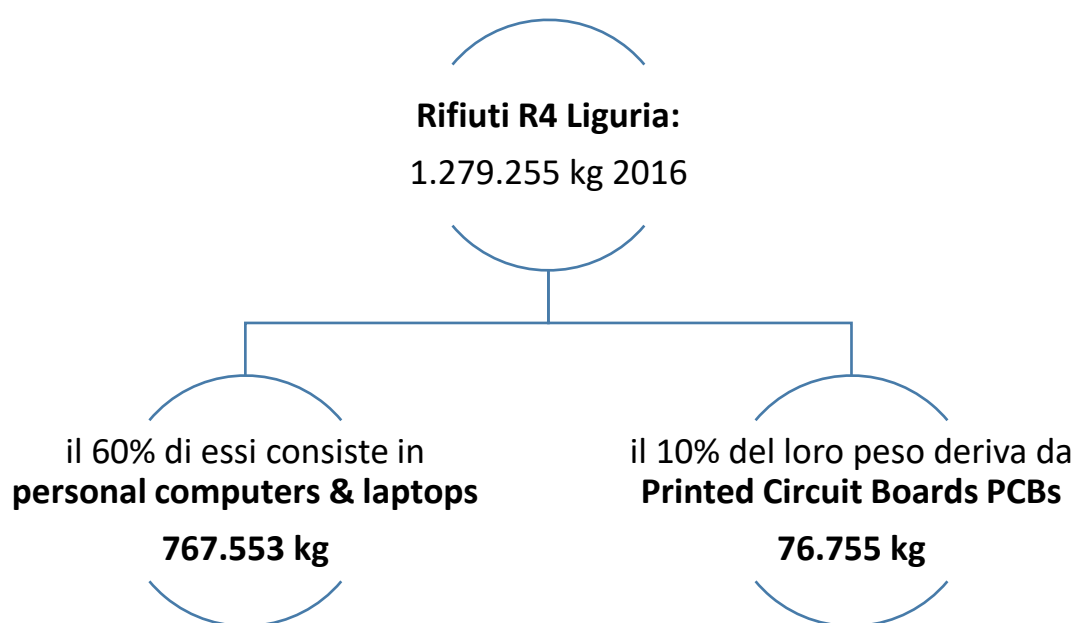 Rifiuti R4 Liguria:
1.279.255 kg 2016
il 60% di essi consiste in
personal computers & laptops
767.553 kg
il 10% del loro peso deriva da
Printed Circuit Boards PCBs
76.755 kg